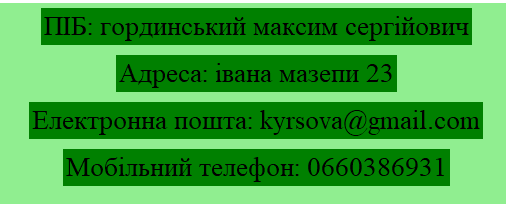 ПІБ: гординський максим сергійович
Адреса: івана мазепи 23
Електронна пошта: kyrsova@gmail.com
Мобільний телефон: 0660386931